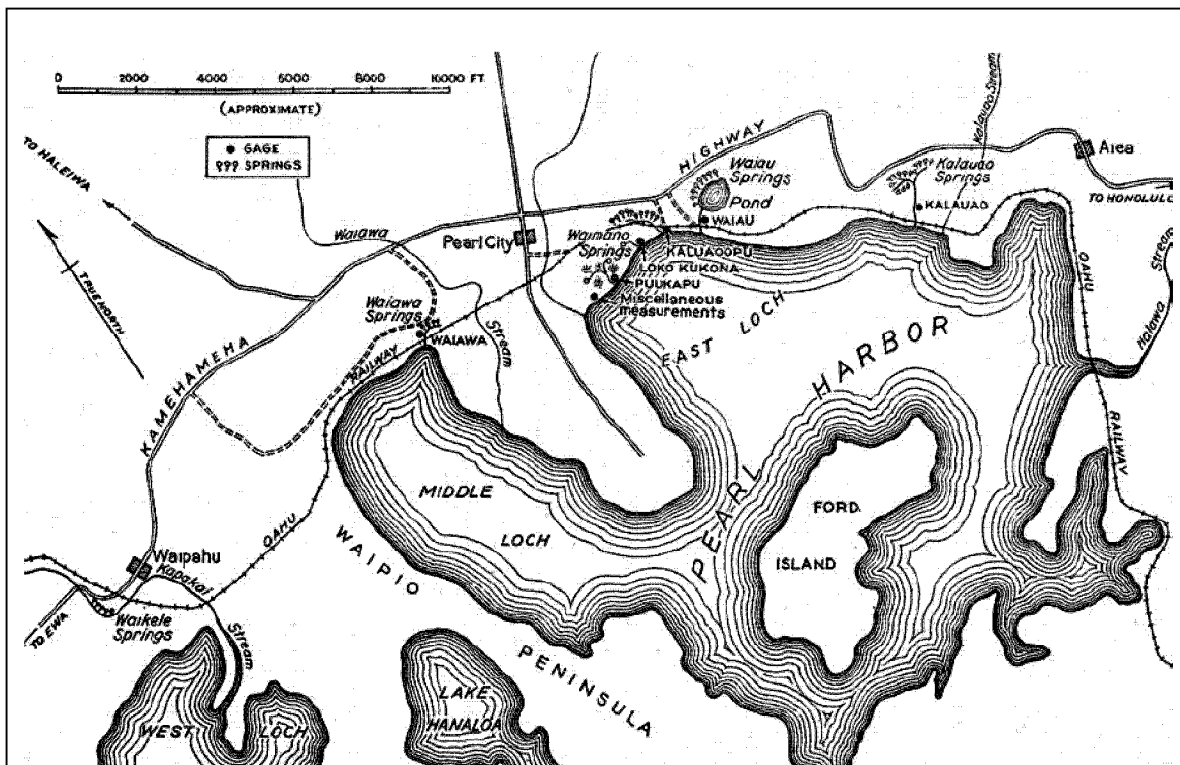 0 2000 4000 6000 8000 10000 FT.
(APPROXIMATE)
GAGE
SPRINGS
TO HALEIWA
TRUE NORTH
KAMEHAMEHA
HIGHWAY
Waiawa
Stream
Pearl City
Waiawa
Springs
WAIAWA
RAILWAY
OAHU
Waimano
Springs
Waiau
Springs
Pond
WAIAU
KALUAOOPU
LOKO KUKONA
PUUKAPU
Miscellaneous
measurements
Kalauao Stream
Kalauao
Springs
KALAUAO
Aiea
TO HONOLULU
OAHU
RAILWAY
Halawa
Stream
EAST LOCH
PEARL
HARBOR
FORD
ISLAND
MIDDLE
LOCH
WAIPIO
PENINSULA
Waipahu
Kapakai
Stream
Waikele
Springs
TO EWA
WEST
LOCH
LAKE
HANALOA